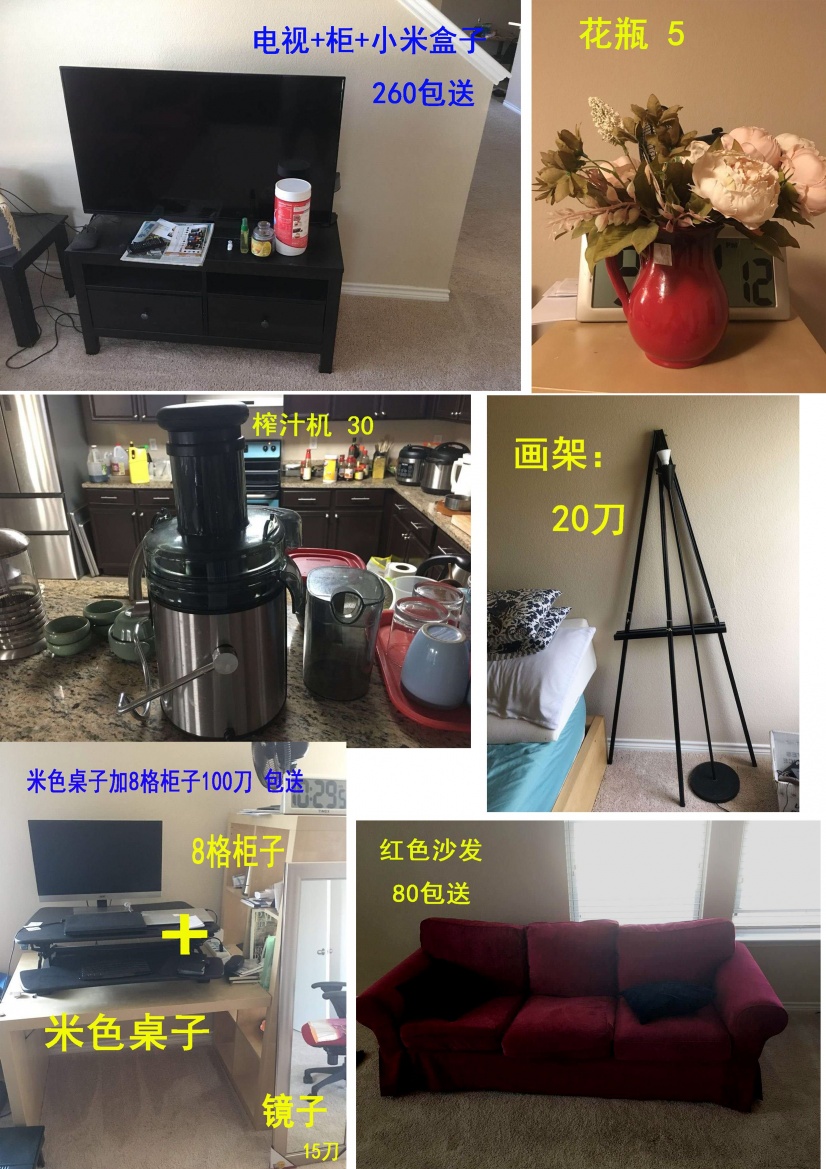 电视+柜+小米盒子
260包送
花瓶 5
12
榨汁机 30
画架：
20刀
米色桌子加8格柜子100刀 包送
10:29
8格柜子
+
米色桌子
镜子
15刀
红色沙发
80包送